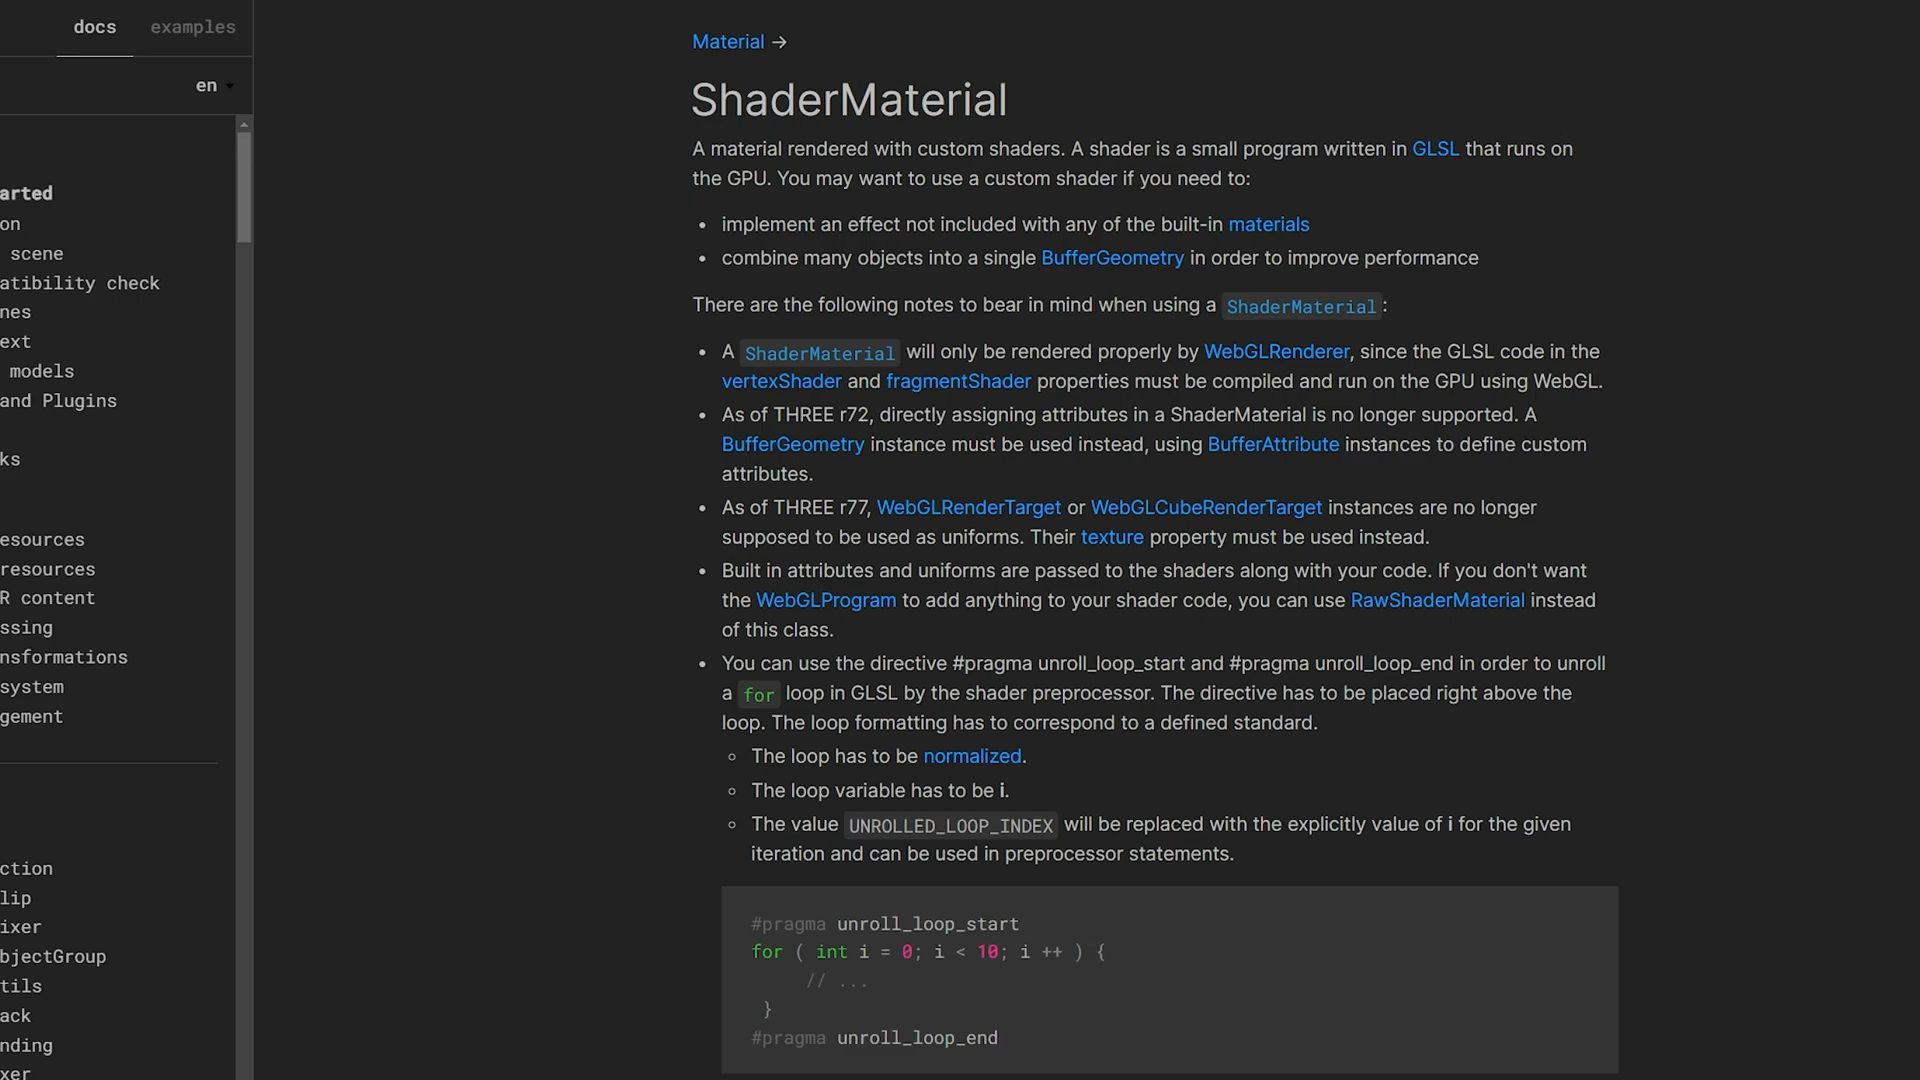 docs examples
en
arted
on
scene
atibility check
nes
ext
models
and Plugins
ks
esources
resources
R content
ssing
nsformations
system
gement
ction
lip
ixer
bjectGroup
tils
ack
nding
xer
Material →
ShaderMaterial
A material rendered with custom shaders. A shader is a small program written in GLSL that runs on
the GPU. You may want to use a custom shader if you need to:
• implement an effect not included with any of the built-in materials
• combine many objects into a single BufferGeometry in order to improve performance
There are the following notes to bear in mind when using a ShaderMaterial:
• A ShaderMaterial will only be rendered properly by WebGLRenderer, since the GLSL code in the
vertexShader and fragmentShader properties must be compiled and run on the GPU using WebGL.
• As of THREE r72, directly assigning attributes in a ShaderMaterial is no longer supported. A
BufferGeometry instance must be used instead, using BufferAttribute instances to define custom
attributes.
• As of THREE r77, WebGLRenderTarget or WebGLCubeRenderTarget instances are no longer
supposed to be used as uniforms. Their texture property must be used instead.
• Built in attributes and uniforms are passed to the shaders along with your code. If you don't want
the WebGLProgram to add anything to your shader code, you can use RawShaderMaterial instead
of this class.
• You can use the directive #pragma unroll_loop_start and #pragma unroll_loop_end in order to unroll
a for loop in GLSL by the shader preprocessor. The directive has to be placed right above the
loop. The loop formatting has to correspond to a defined standard.
◦ The loop has to be normalized.
◦ The loop variable has to be i.
◦ The value UNROLLED_LOOP_INDEX will be replaced with the explicitly value of i for the given
iteration and can be used in preprocessor statements.
#pragma unroll_loop_start
for ( int i = 0; i < 10; i ++ ) {
// ...
}
#pragma unroll_loop_end